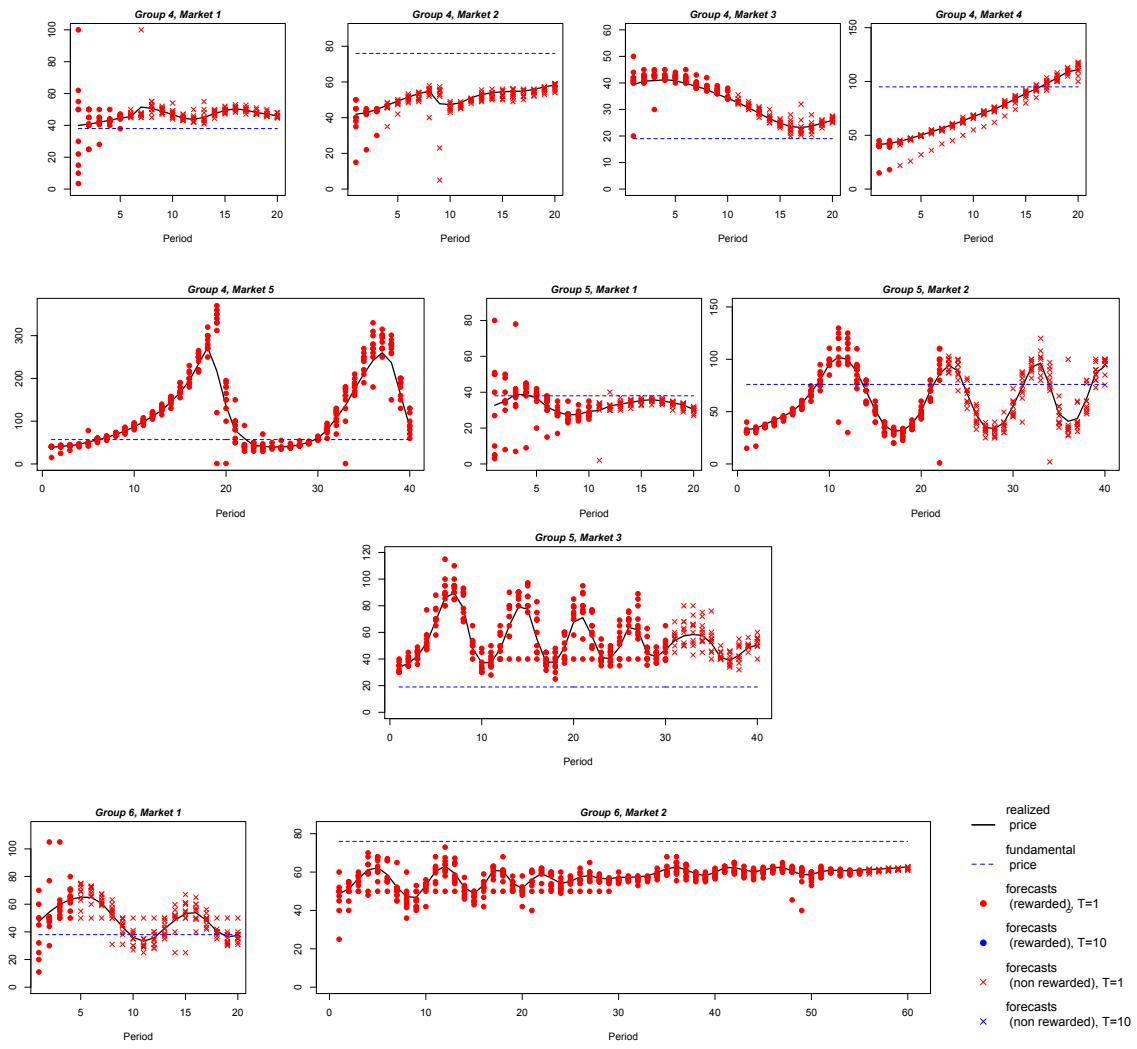 Group 4, Market 1
0 20 40 60 80 100
5 10 15 20
Period
Group 4, Market 2
0 20 40 60 80
5 10 15 20
Period
Group 4, Market 3
0 10 20 30 40 50 60
5 10 15 20
Period
Group 4, Market 4
0 50 100 150
5 10 15 20
Period
Group 4, Market 5
0 100 200 300
0 10 20 30 40
Period
Group 5, Market 1
0 20 40 60 80
5 10 15 20
Period
Group 5, Market 2
0 50 100 150
0 10 20 30 40
Period
Group 5, Market 3
0 20 40 60 80 100 120
0 10 20 30 40
Period
Group 6, Market 1
0 20 40 60 80 100
5 10 15 20
Period
Group 6, Market 2
0 20 40 60 80
0 10 20 30 40 50 60
Period
realized
price
fundamental
price
forecasts
(rewarded), T=1
forecasts
(rewarded), T=10
forecasts
(non rewarded), T=1
forecasts
(non rewarded), T=10